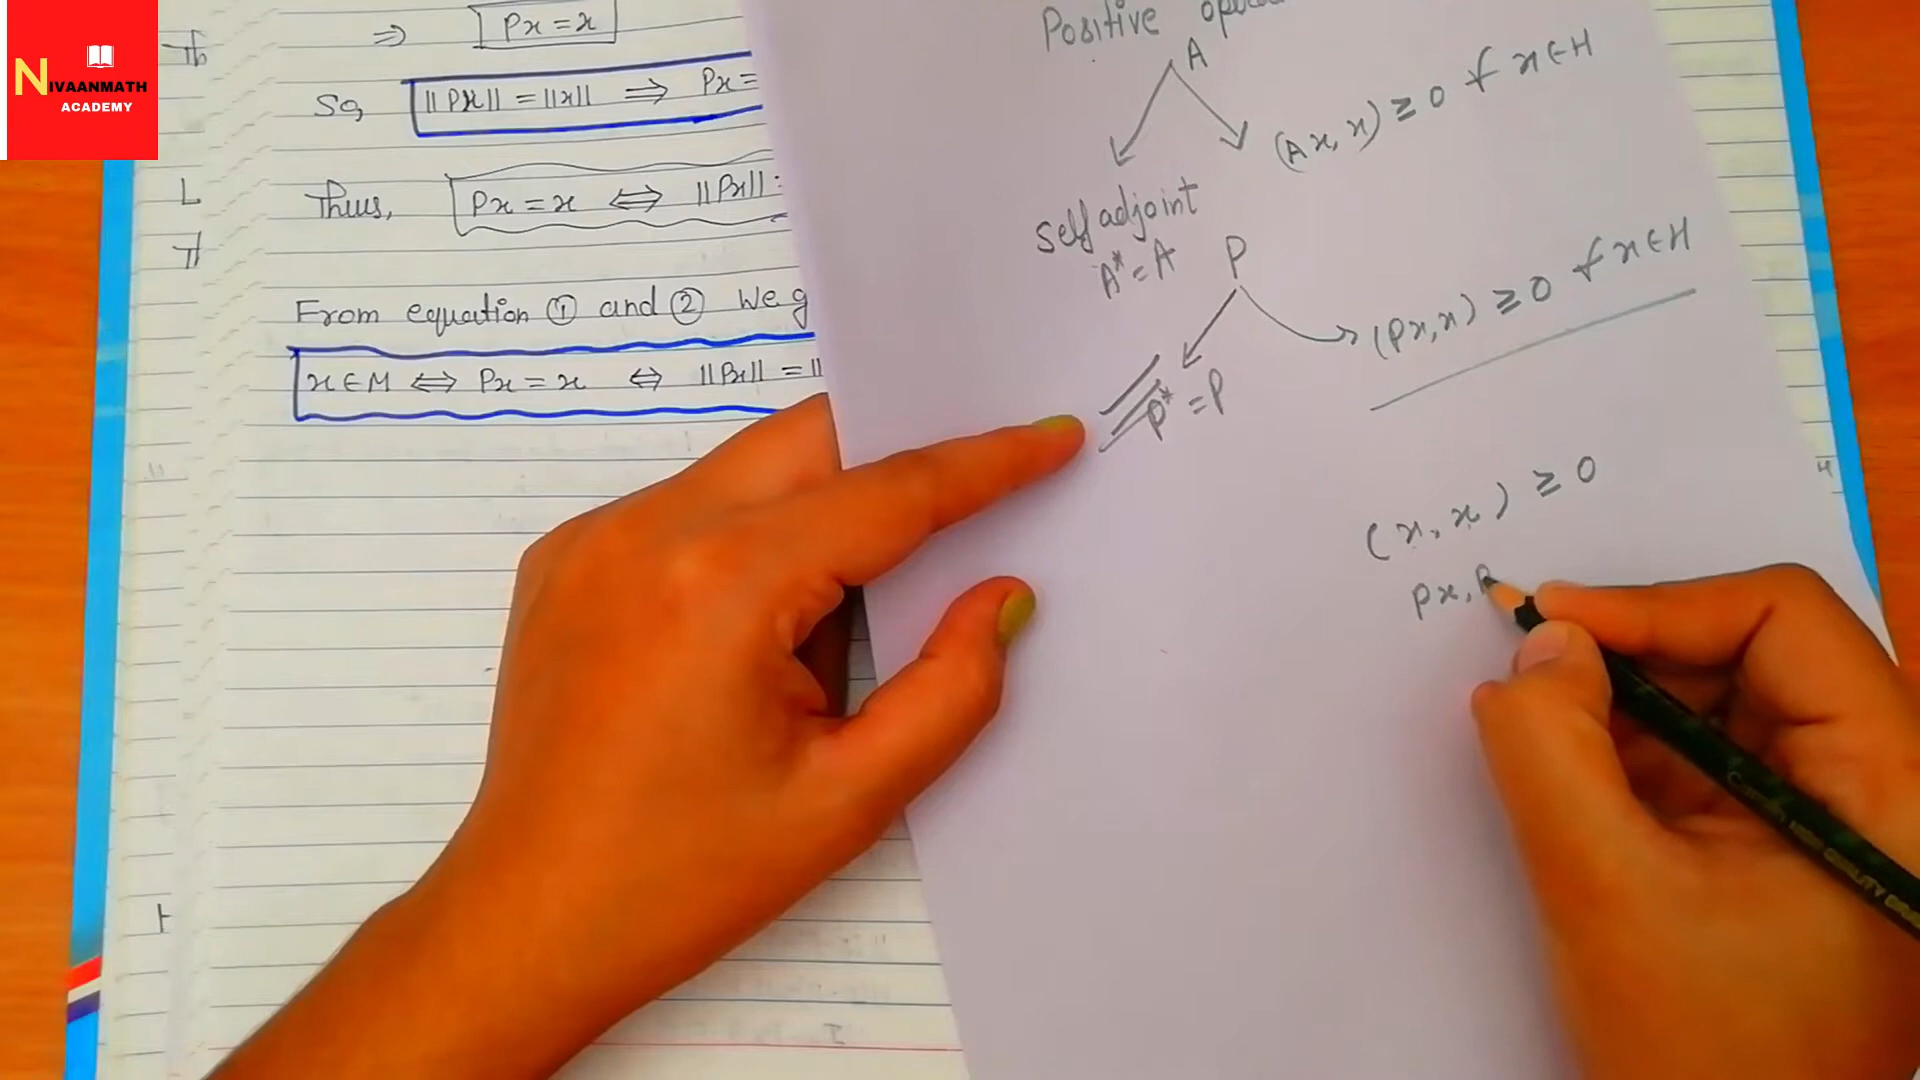 NIVAANMATH
ACADEMY
⇒ Px = x
So, ||Px|| = ||x|| ⇒ Px =
Thus, Px = x ⇔ ||Px|| =
From equation ① and ② we g
x ∈ M ⇔ Px = x ⇔ ||Px|| = ||
Positive
A
(Ax, x) ≥ 0 ∀ x ∈ H
Self adjoint
A* = A
P
(Px, x) ≥ 0 ∀ x ∈ H
P* = P
(x, x) ≥ 0
Px, P